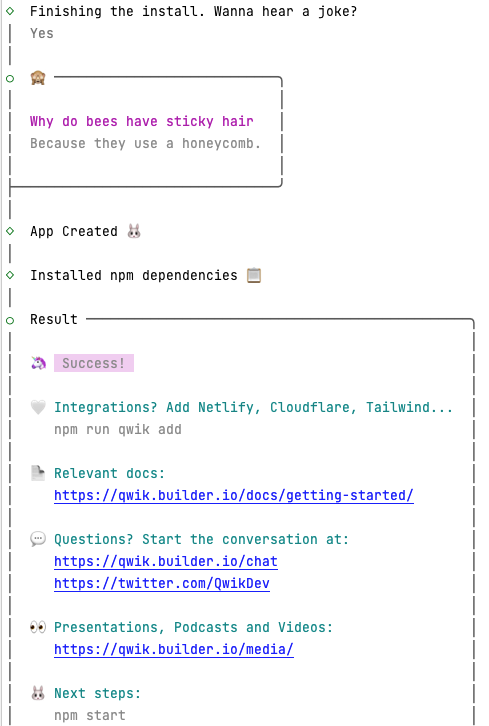 Finishing the install. Wanna hear a joke?
Yes
Why do bees have sticky hair
Because they use a honeycomb.
App Created 🐰
Installed npm dependencies 📋
Result
🦄 Success!
🤍 Integrations? Add Netlify, Cloudflare, Tailwind...
npm run qwik add
📄 Relevant docs:
https://qwik.builder.io/docs/getting-started/
💬 Questions? Start the conversation at:
https://qwik.builder.io/chat
https://twitter.com/QwikDev
👀 Presentations, Podcasts and Videos:
https://qwik.builder.io/media/
🐰 Next steps:
npm start